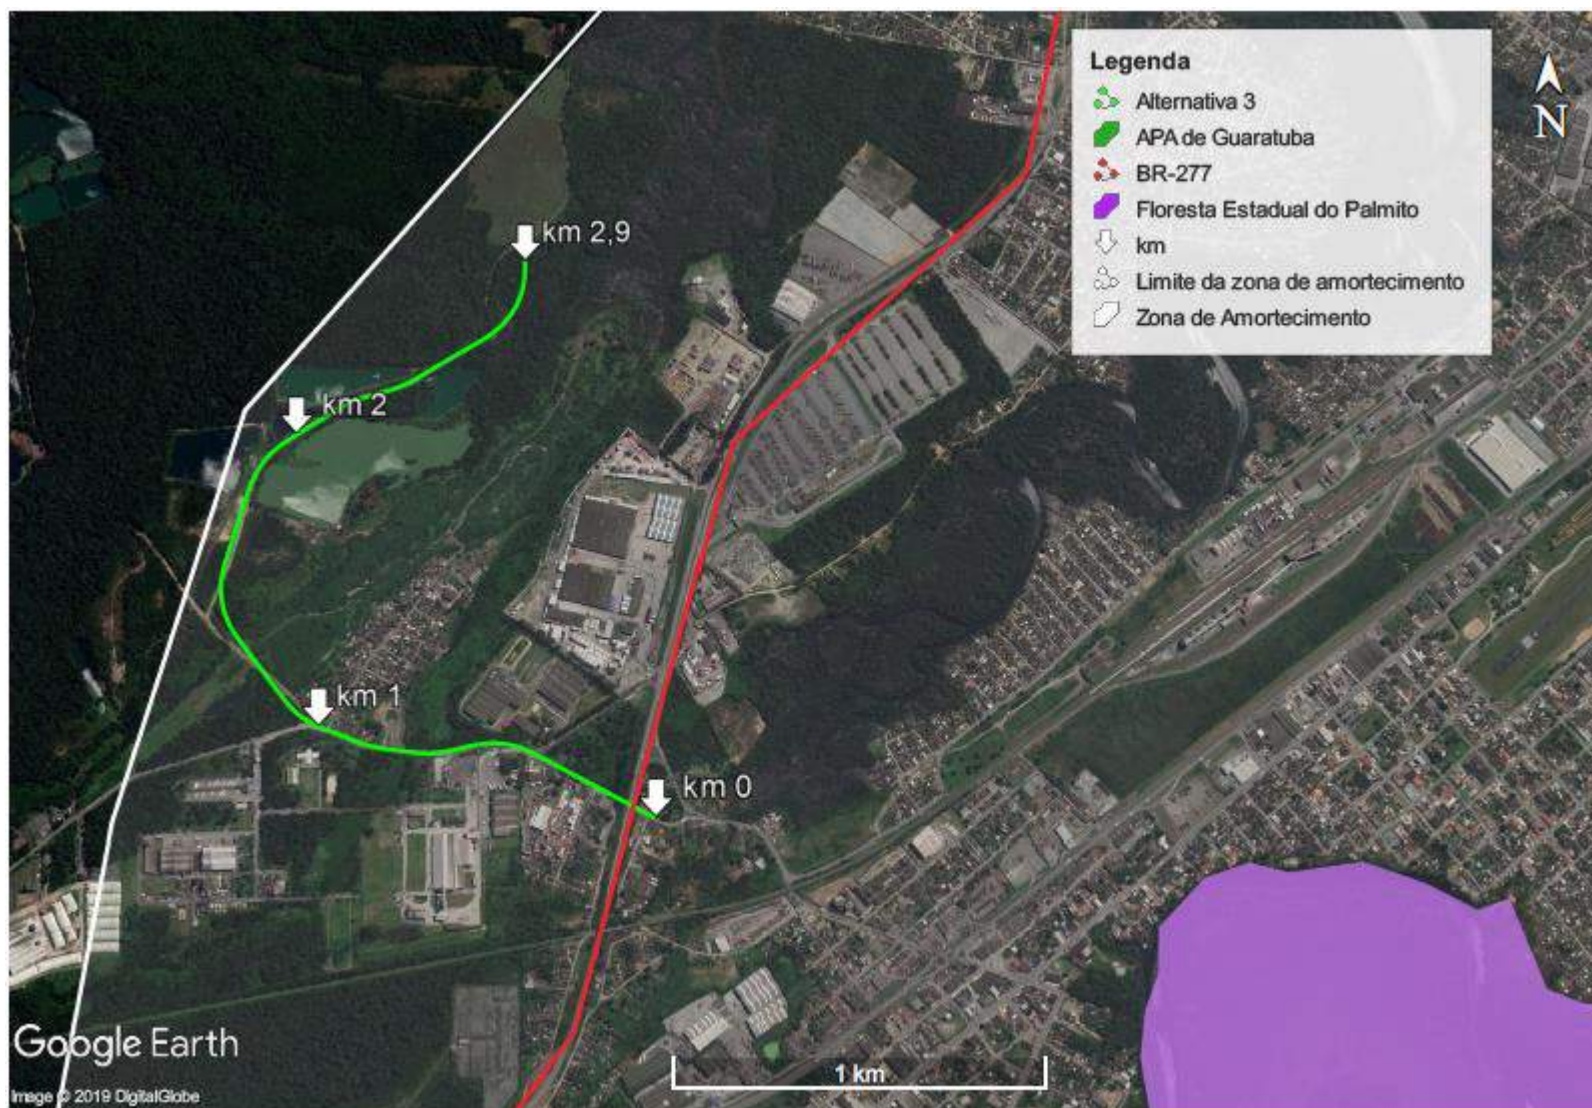 Legenda
Alternativa 3
APA de Guaratuba
BR-277
Floresta Estadual do Palmito
km
Limite da zona de amortecimento
Zona de Amortecimento
N
km 2,9
km 2
km 1
km 0
Google Earth
1 km
Image © 2019 DigitalGlobe